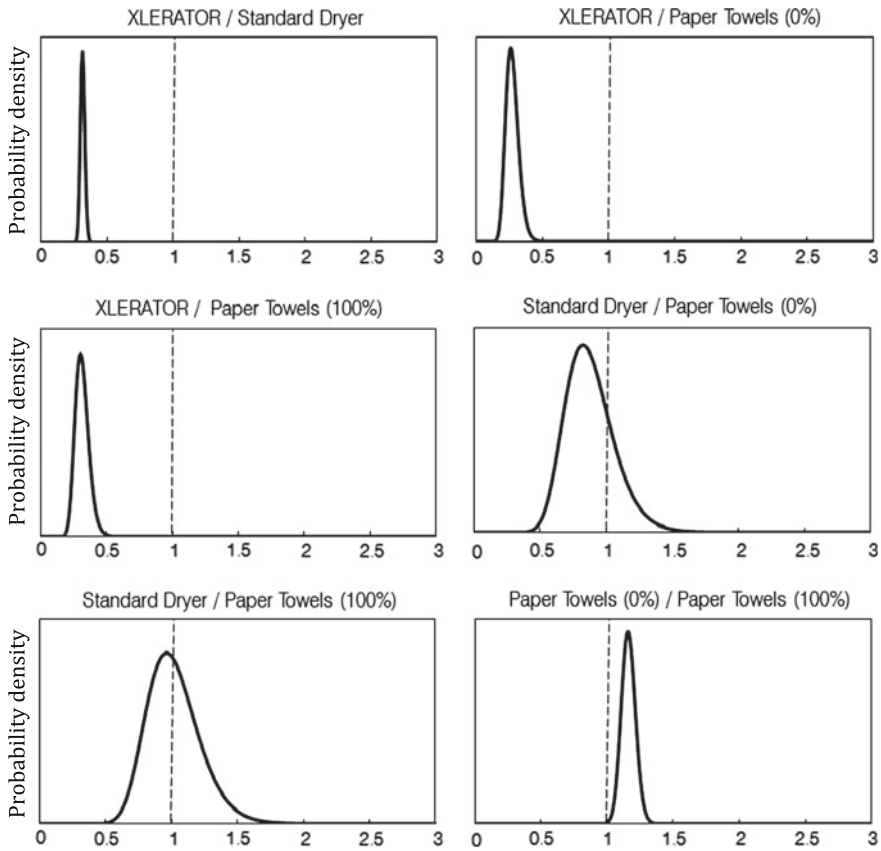 XLERATOR / Standard Dryer
Probability density
0 0.5 1 1.5 2 2.5 3
XLERATOR / Paper Towels (0%)
0 0.5 1 1.5 2 2.5 3
XLERATOR / Paper Towels (100%)
Probability density
0 0.5 1 1.5 2 2.5 3
Standard Dryer / Paper Towels (0%)
0 0.5 1 1.5 2 2.5 3
Standard Dryer / Paper Towels (100%)
Probability density
0 0.5 1 1.5 2 2.5 3
Paper Towels (0%) / Paper Towels (100%)
0 0.5 1 1.5 2 2.5 3